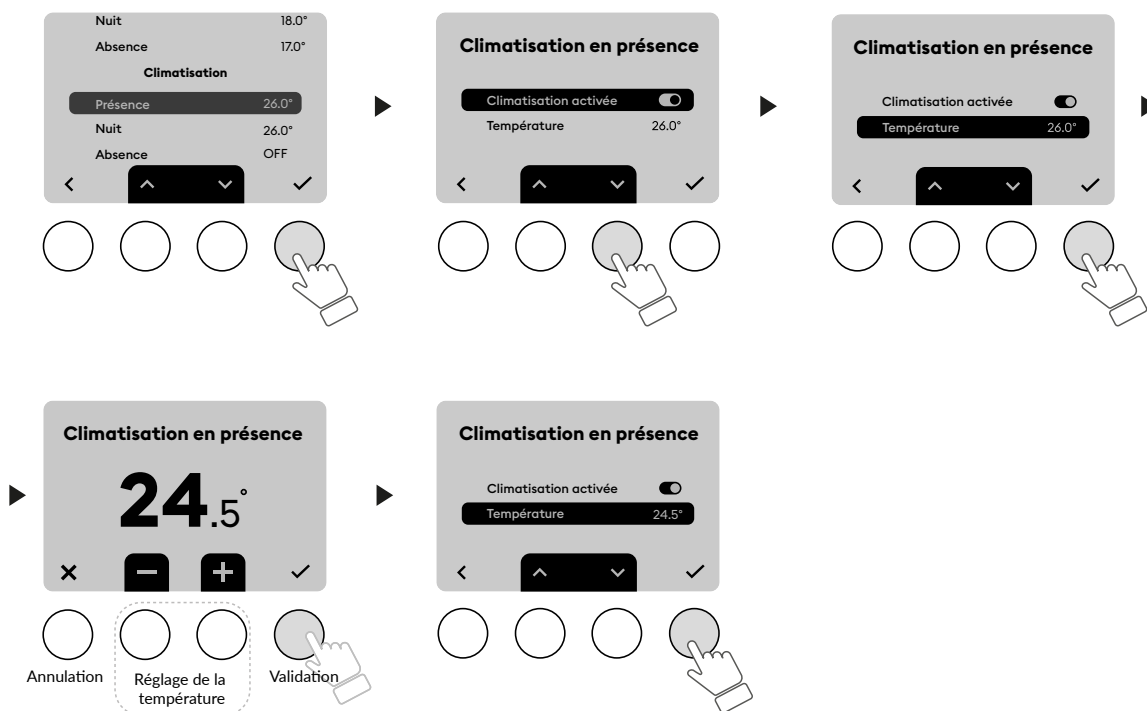 Nuit 18.0°
Absence 17.0°
Climatisation
Présence 26.0°
Nuit 26.0°
Absence OFF
Climatisation en présence
Climatisation activée
Température 26.0°
Climatisation en présence
Climatisation activée
Température 26.0°
Climatisation en présence
24.5°
Annulation
Réglage de la
température
Validation
Climatisation en présence
Climatisation activée
Température 24.5°